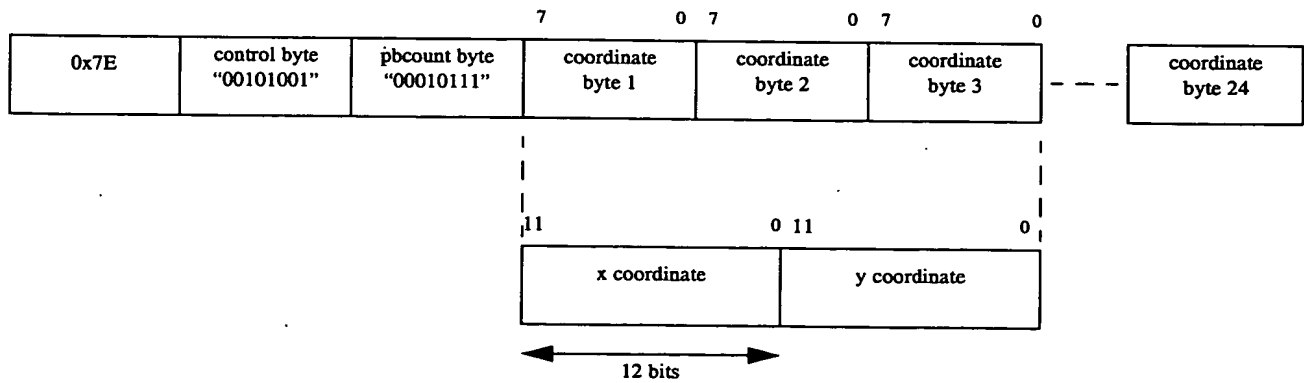 7 0 7 0 7 0
0x7E
control byte
“00101001”
pbcount byte
“00010111”
coordinate
byte 1
coordinate
byte 2
coordinate
byte 3
coordinate
byte 24
11 0 11 0
x coordinate
y coordinate
12 bits